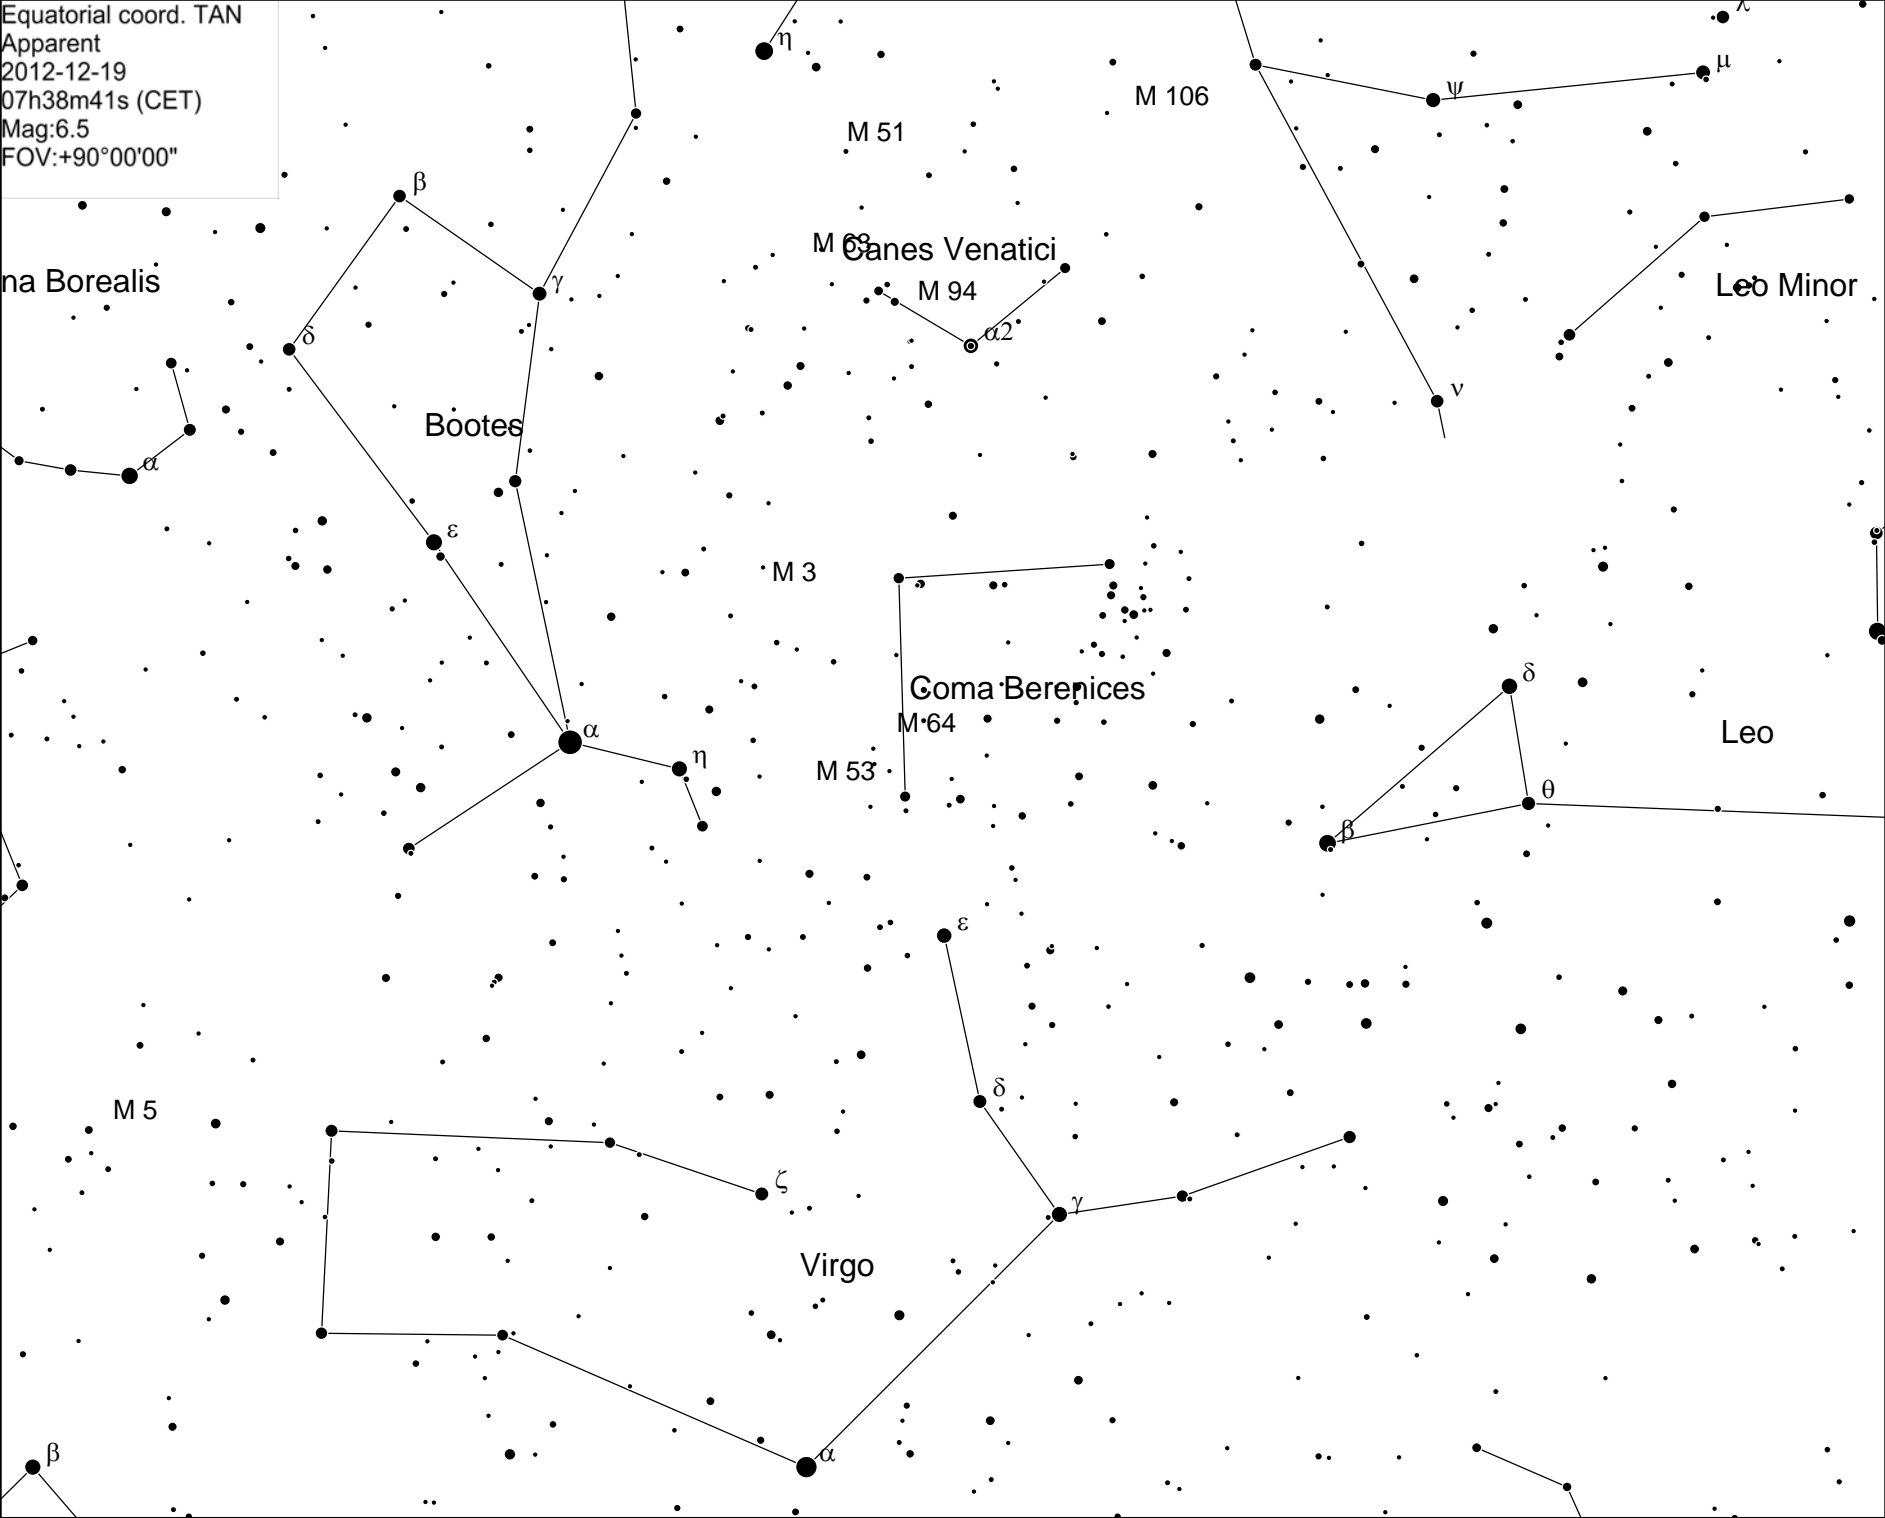 Equatorial coord. TAN
Apparent
2012-12-19
07h38m41s (CET)
Mag:6.5
FOV:+90°00'00"
λ
η
μ
ψ
M 106
M 51
β
M 63
Canes Venatici
na Borealis
γ
M 94
Leo Minor
α2
δ
ν
Bootes
α
ε
M 3
δ
Coma Berenices
M 64
α
Leo
η
M 53
θ
β
ε
δ
M 5
ζ
γ
Virgo
β
α